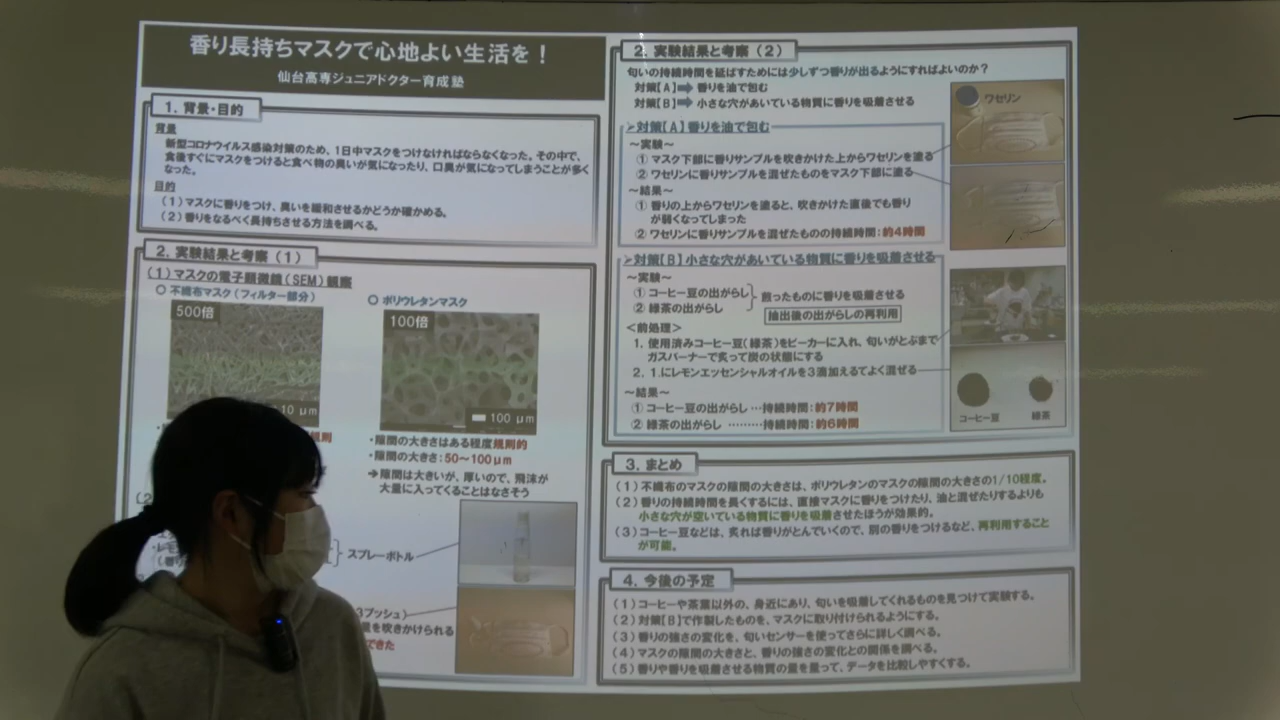 香り長持ちマスクで心地よい生活を！
仙台高専ジュニアドクター育成塾
1. 背景・目的
背景
新型コロナウイルス感染対策のため、1日中マスクをつけなければならなくなった。その中で、
食後すぐにマスクをつけると食べ物の臭いが気になったり、口臭が気になってしまうことが多く
なった。
目的
(1)マスクに香りをつけ、臭いを緩和させるかどうか確かめる。
(2)香りをなるべく長持ちさせる方法を調べる。
2. 実験結果と考察(1)
(1)マスクの電子顕微鏡(SEM)観察
○ 不織布マスク(フィルター部分)
500倍
10 μm
○ ポリウレタンマスク
100倍
100 μm
・隙間の大きさはある程度規則的
・隙間の大きさ：50～100μm
➔ 隙間は大きいが、厚いので、飛沫が
大量に入ってくることはなさそう
規則
(2
・レモ
(香り
スプレーボトル
3プッシュ)
量を吹きかけられる
できた
2. 実験結果と考察(2)
匂いの持続時間を延ばすためには少しずつ香りが出るようにすればよいのか？
対策【A】➡ 香りを油で包む
対策【B】➡ 小さな穴があいている物質に香りを吸着させる
➢対策【A】香りを油で包む
～実験～
① マスク下部に香りサンプルを吹きかけた上からワセリンを塗る
② ワセリンに香りサンプルを混ぜたものをマスク下部に塗る
～結果～
① 香りの上からワセリンを塗ると、吹きかけた直後でも香り
が弱くなってしまった
② ワセリンに香りサンプルを混ぜたものの持続時間：約4時間
ワセリン
➢対策【B】小さな穴があいている物質に香りを吸着させる
～実験～
① コーヒー豆の出がらし
② 緑茶の出がらし
煎ったものに香りを吸着させる
抽出後の出がらしの再利用
<前処理>
1. 使用済みコーヒー豆(緑茶)をビーカーに入れ、匂いがとぶまで
ガスバーナーで炙って炭の状態にする
2. 1.にレモンエッセンシャルオイルを3滴加えてよく混ぜる
～結果～
① コーヒー豆の出がらし …持続時間：約7時間
② 緑茶の出がらし ………持続時間：約6時間
コーヒー豆
緑茶
3. まとめ
(1)不織布のマスクの隙間の大きさは、ポリウレタンのマスクの隙間の大きさの1/10程度。
(2)香りの持続時間を長くするには、直接マスクに香りをつけたり、油と混ぜたりするよりも
小さな穴が空いている物質に香りを吸着させたほうが効果的。
(3)コーヒー豆などは、炙れば香りがとんでいくので、別の香りをつけるなど、再利用すること
が可能。
4. 今後の予定
(1)コーヒーや茶葉以外の、身近にあり、匂いを吸着してくれるものを見つけて実験する。
(2)対策【B】で作製したものを、マスクに取り付けられるようにする。
(3)香りの強さの変化を、匂いセンサーを使ってさらに詳しく調べる。
(4)マスクの隙間の大きさと、香りの強さの変化との関係を調べる。
(5)香りや香りを吸着させる物質の量を量って、データを比較しやすくする。